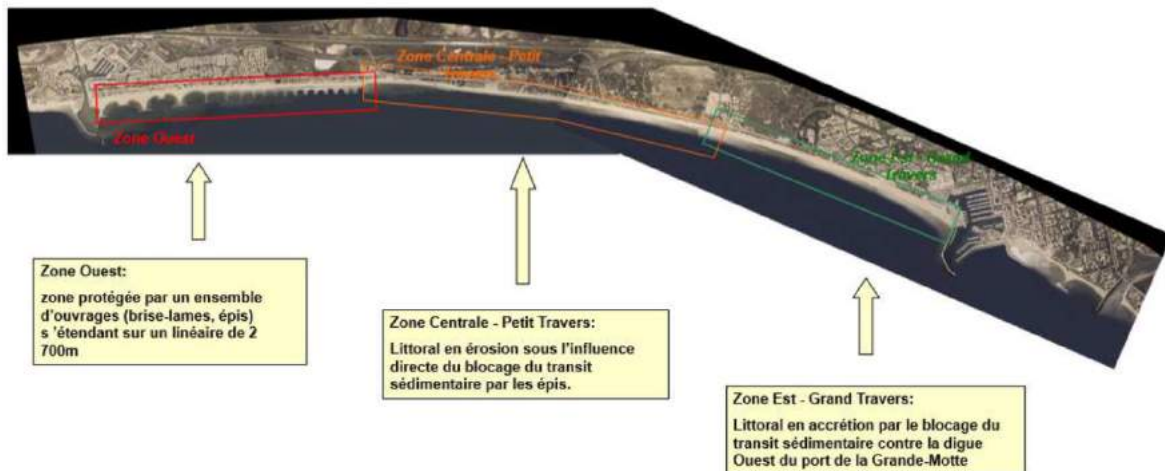 Zone Centrale - Petit
Travers
Zone Ouest
Zone Est - Grand
Travers
Zone Ouest:
zone protégée par un ensemble
d'ouvrages (brise-lames, épis)
s 'étendant sur un linéaire de 2
700m
Zone Centrale - Petit Travers:
Littoral en érosion sous l'influence
directe du blocage du transit
sédimentaire par les épis.
Zone Est - Grand Travers:
Littoral en accrétion par le blocage du
transit sédimentaire contre la digue
Ouest du port de la Grande-Motte